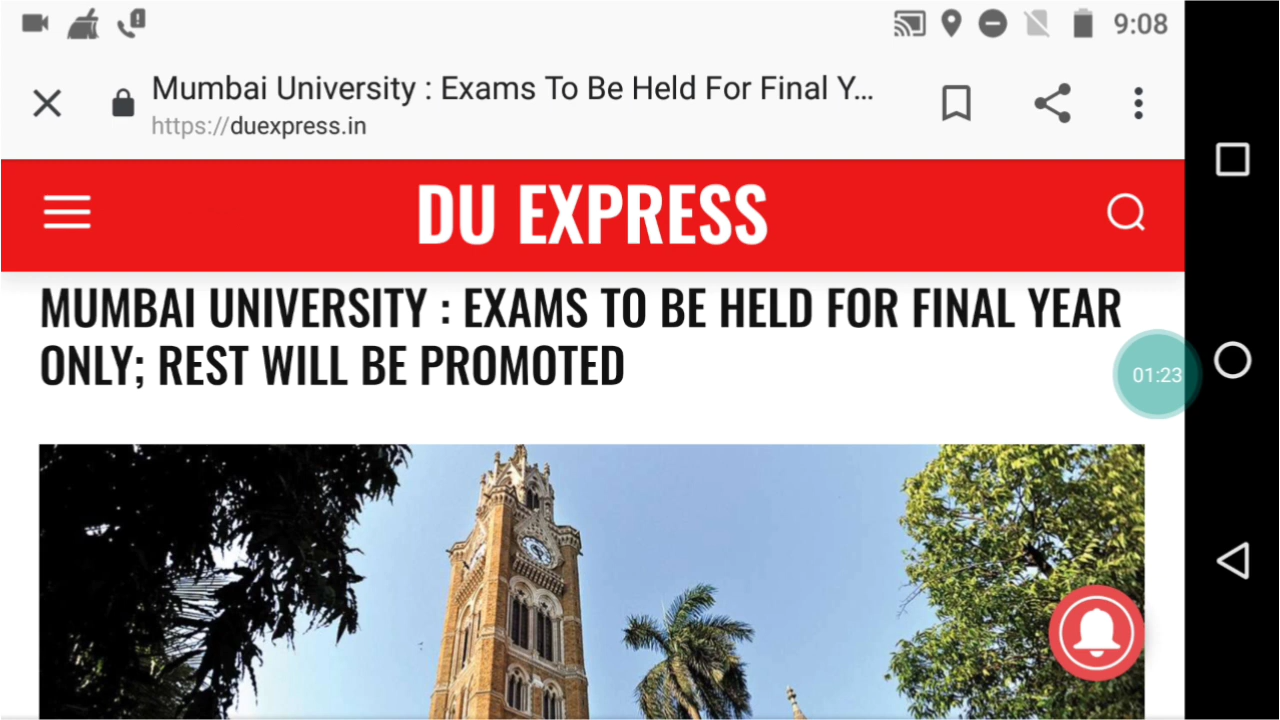 9:08
Mumbai University : Exams To Be Held For Final Y...
https://duexpress.in
DU EXPRESS
MUMBAI UNIVERSITY : EXAMS TO BE HELD FOR FINAL YEAR
ONLY; REST WILL BE PROMOTED
01:23